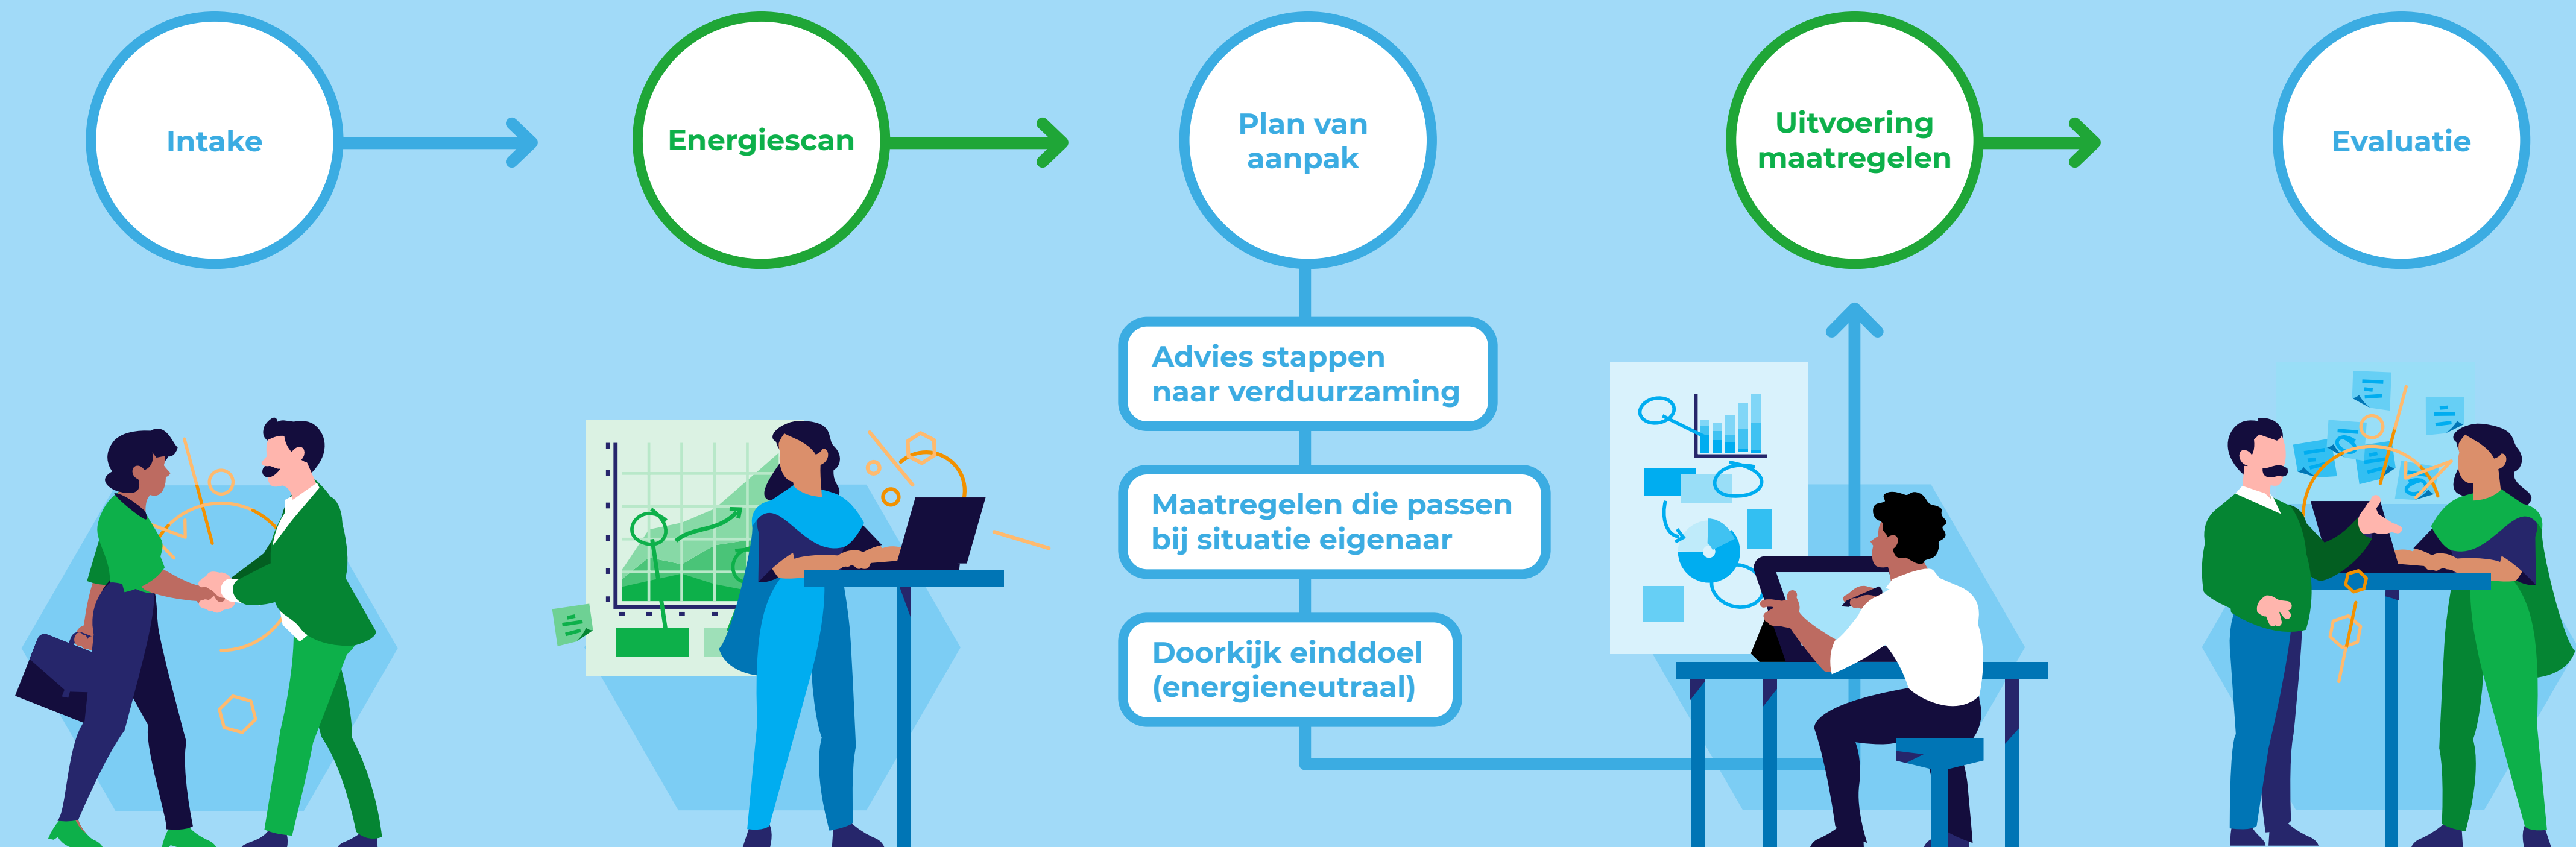 Intake
Energiescan
Plan van
aanpak
Advies stappen
naar verduurzaming
Maatregelen die passen
bij situatie eigenaar
Doorkijk einddoel
(energieneutraal)
Uitvoering
maatregelen
Evaluatie